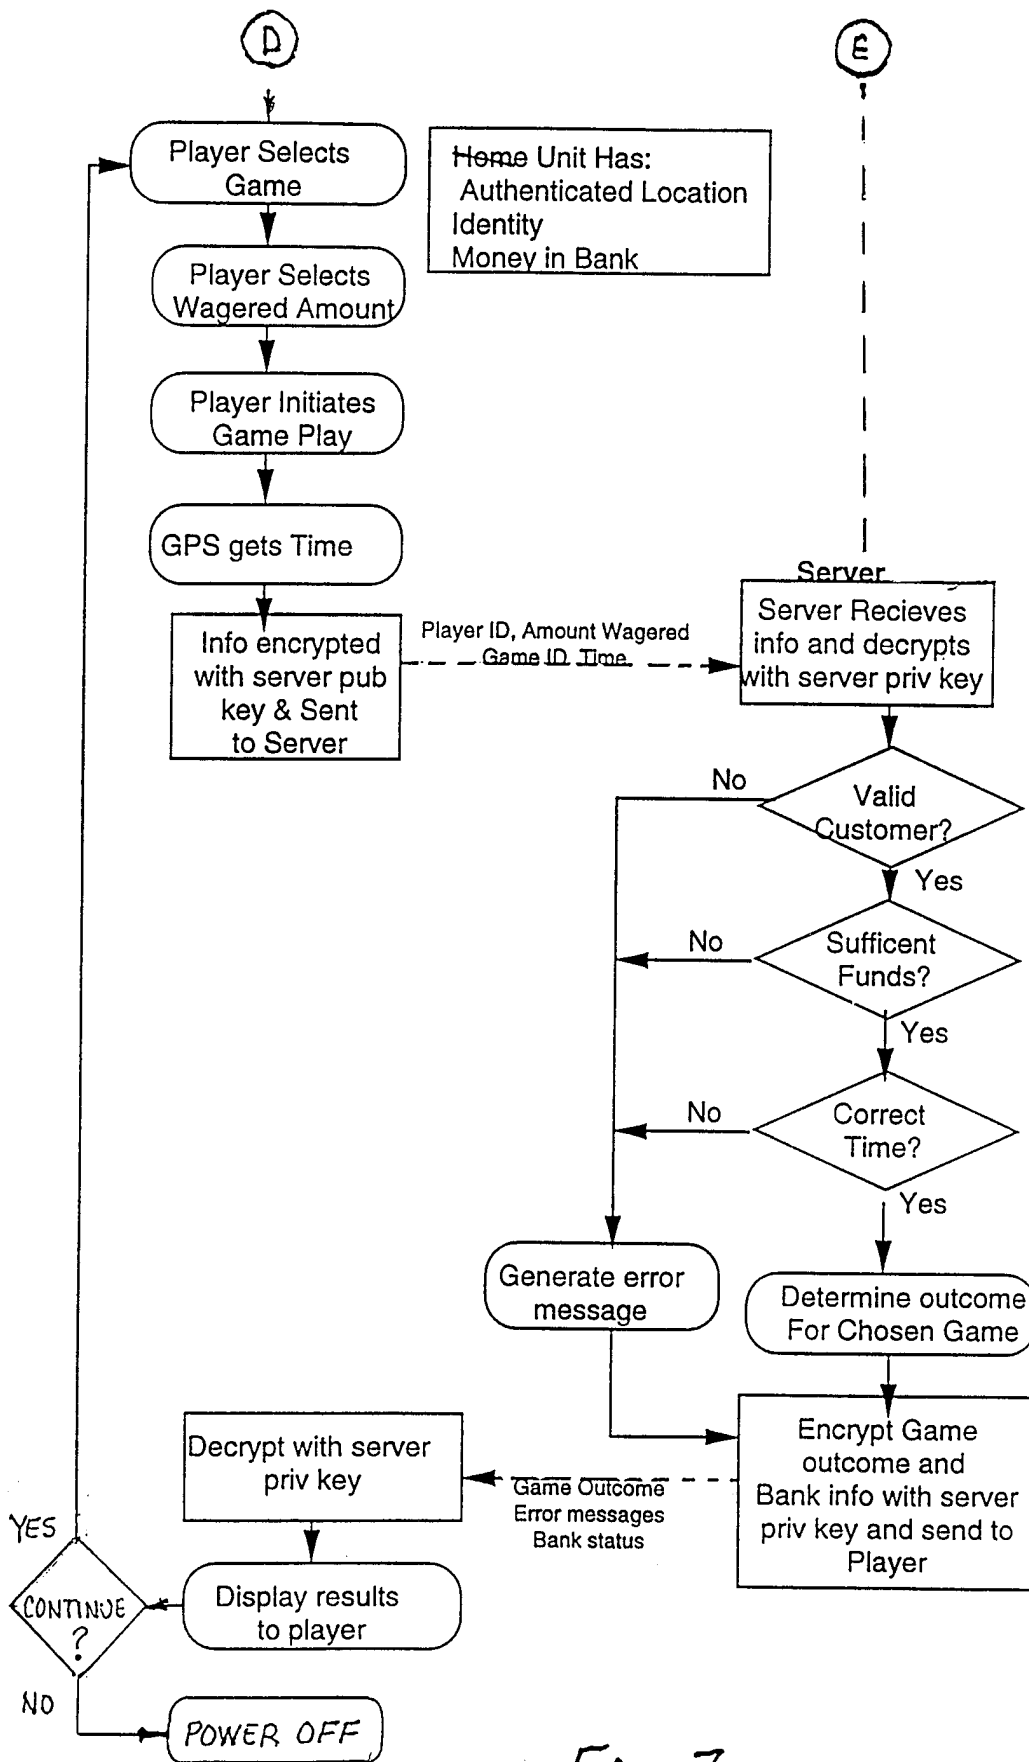 D
E
Player Selects
Game
Home Unit Has:
Authenticated Location
Identity
Money in Bank
Player Selects
Wagered Amount
Player Initiates
Game Play
GPS gets Time
Info encrypted
with server pub
key & Sent
to Server
Player ID, Amount Wagered
Game ID, Time
Server
Server Recieves
info and decrypts
with server priv key
Valid
Customer?
No
Yes
Sufficent
Funds?
No
Yes
Correct
Time?
No
Yes
Generate error
message
Determine outcome
For Chosen Game
Encrypt Game
outcome and
Bank info with server
priv key and send to
Player
Game Outcome
Error messages
Bank status
Decrypt with server
priv key
Display results
to player
YES
CONTINUE
?
NO
POWER OFF